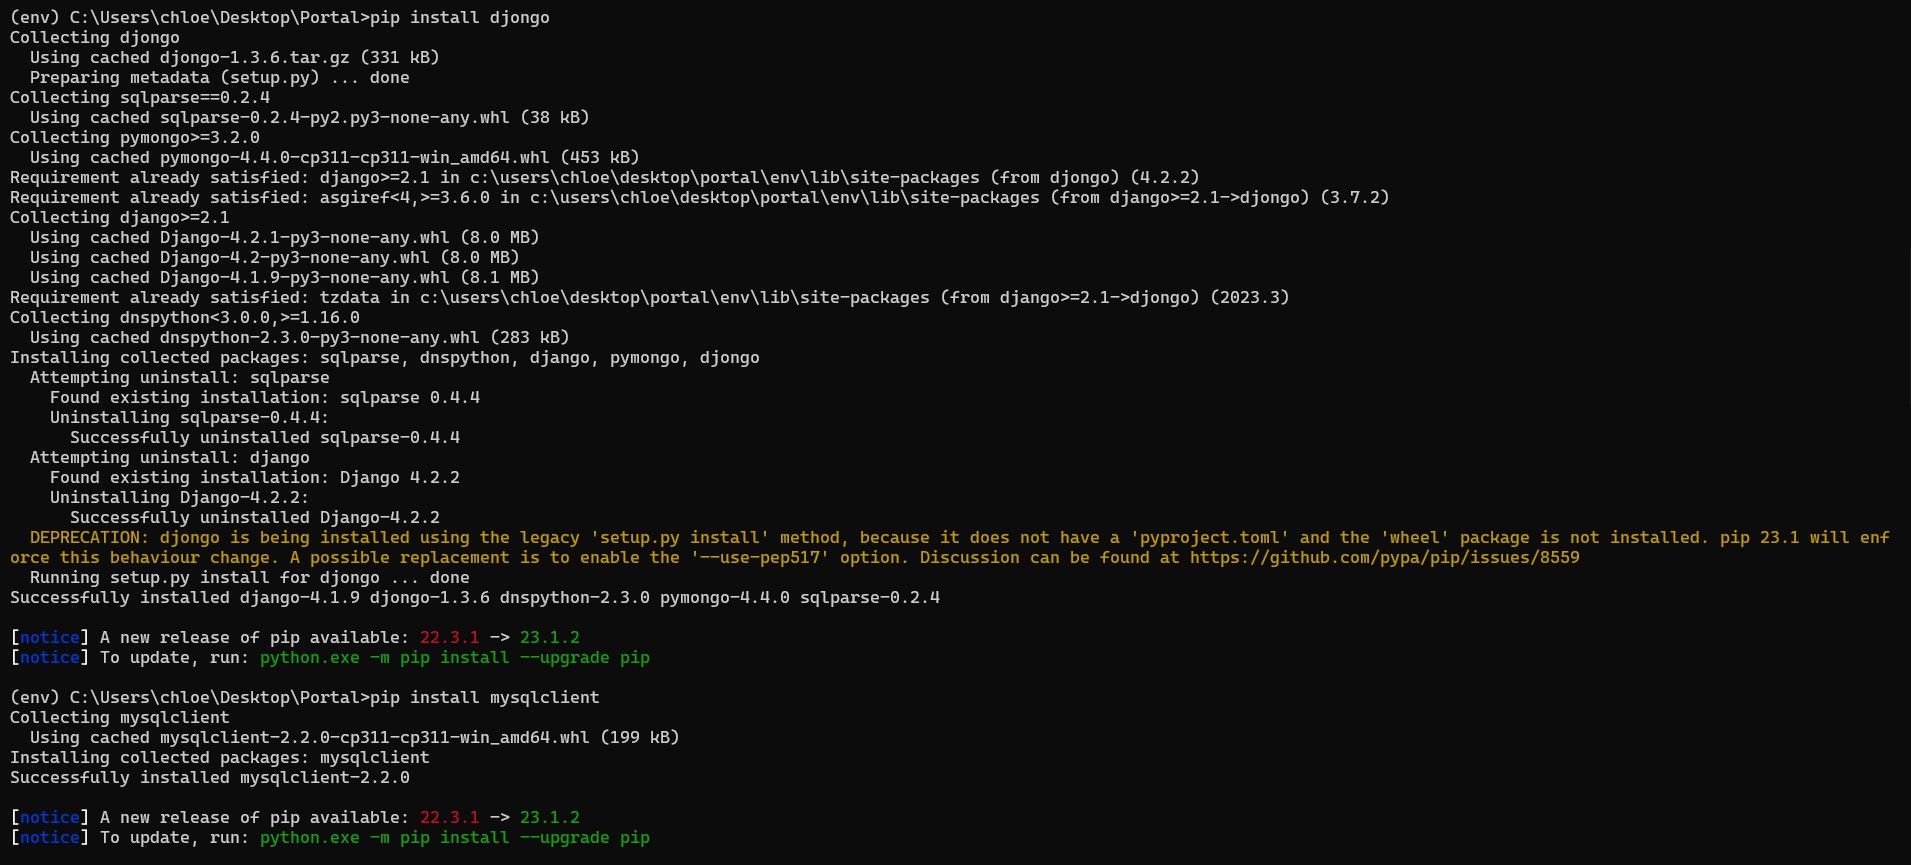 (env) C:\Users\chloe\Desktop\Portal>pip install djongo
Collecting djongo
  Using cached djongo-1.3.6.tar.gz (331 kB)
  Preparing metadata (setup.py) ... done
Collecting sqlparse==0.2.4
  Using cached sqlparse-0.2.4-py2.py3-none-any.whl (38 kB)
Collecting pymongo>=3.2.0
  Using cached pymongo-4.4.0-cp311-cp311-win_amd64.whl (453 kB)
Requirement already satisfied: django>=2.1 in c:\users\chloe\desktop\portal\env\lib\site-packages (from djongo) (4.2.2)
Requirement already satisfied: asgiref<4,>=3.6.0 in c:\users\chloe\desktop\portal\env\lib\site-packages (from django>=2.1->djongo) (3.7.2)
Collecting django>=2.1
  Using cached Django-4.2.1-py3-none-any.whl (8.0 MB)
  Using cached Django-4.2-py3-none-any.whl (8.0 MB)
  Using cached Django-4.1.9-py3-none-any.whl (8.1 MB)
Requirement already satisfied: tzdata in c:\users\chloe\desktop\portal\env\lib\site-packages (from django>=2.1->djongo) (2023.3)
Collecting dnspython<3.0.0,>=1.16.0
  Using cached dnspython-2.3.0-py3-none-any.whl (283 kB)
Installing collected packages: sqlparse, dnspython, django, pymongo, djongo
  Attempting uninstall: sqlparse
    Found existing installation: sqlparse 0.4.4
    Uninstalling sqlparse-0.4.4:
      Successfully uninstalled sqlparse-0.4.4
  Attempting uninstall: django
    Found existing installation: Django 4.2.2
    Uninstalling Django-4.2.2:
      Successfully uninstalled Django-4.2.2
  DEPRECATION: djongo is being installed using the legacy 'setup.py install' method, because it does not have a 'pyproject.toml' and the 'wheel' package is not installed. pip 23.1 will enf
orce this behaviour change. A possible replacement is to enable the '--use-pep517' option. Discussion can be found at https://github.com/pypa/pip/issues/8559
  Running setup.py install for djongo ... done
Successfully installed django-4.1.9 djongo-1.3.6 dnspython-2.3.0 pymongo-4.4.0 sqlparse-0.2.4
[notice] A new release of pip available: 22.3.1 -> 23.1.2
[notice] To update, run: python.exe -m pip install --upgrade pip
(env) C:\Users\chloe\Desktop\Portal>pip install mysqlclient
Collecting mysqlclient
  Using cached mysqlclient-2.2.0-cp311-cp311-win_amd64.whl (199 kB)
Installing collected packages: mysqlclient
Successfully installed mysqlclient-2.2.0
[notice] A new release of pip available: 22.3.1 -> 23.1.2
[notice] To update, run: python.exe -m pip install --upgrade pip